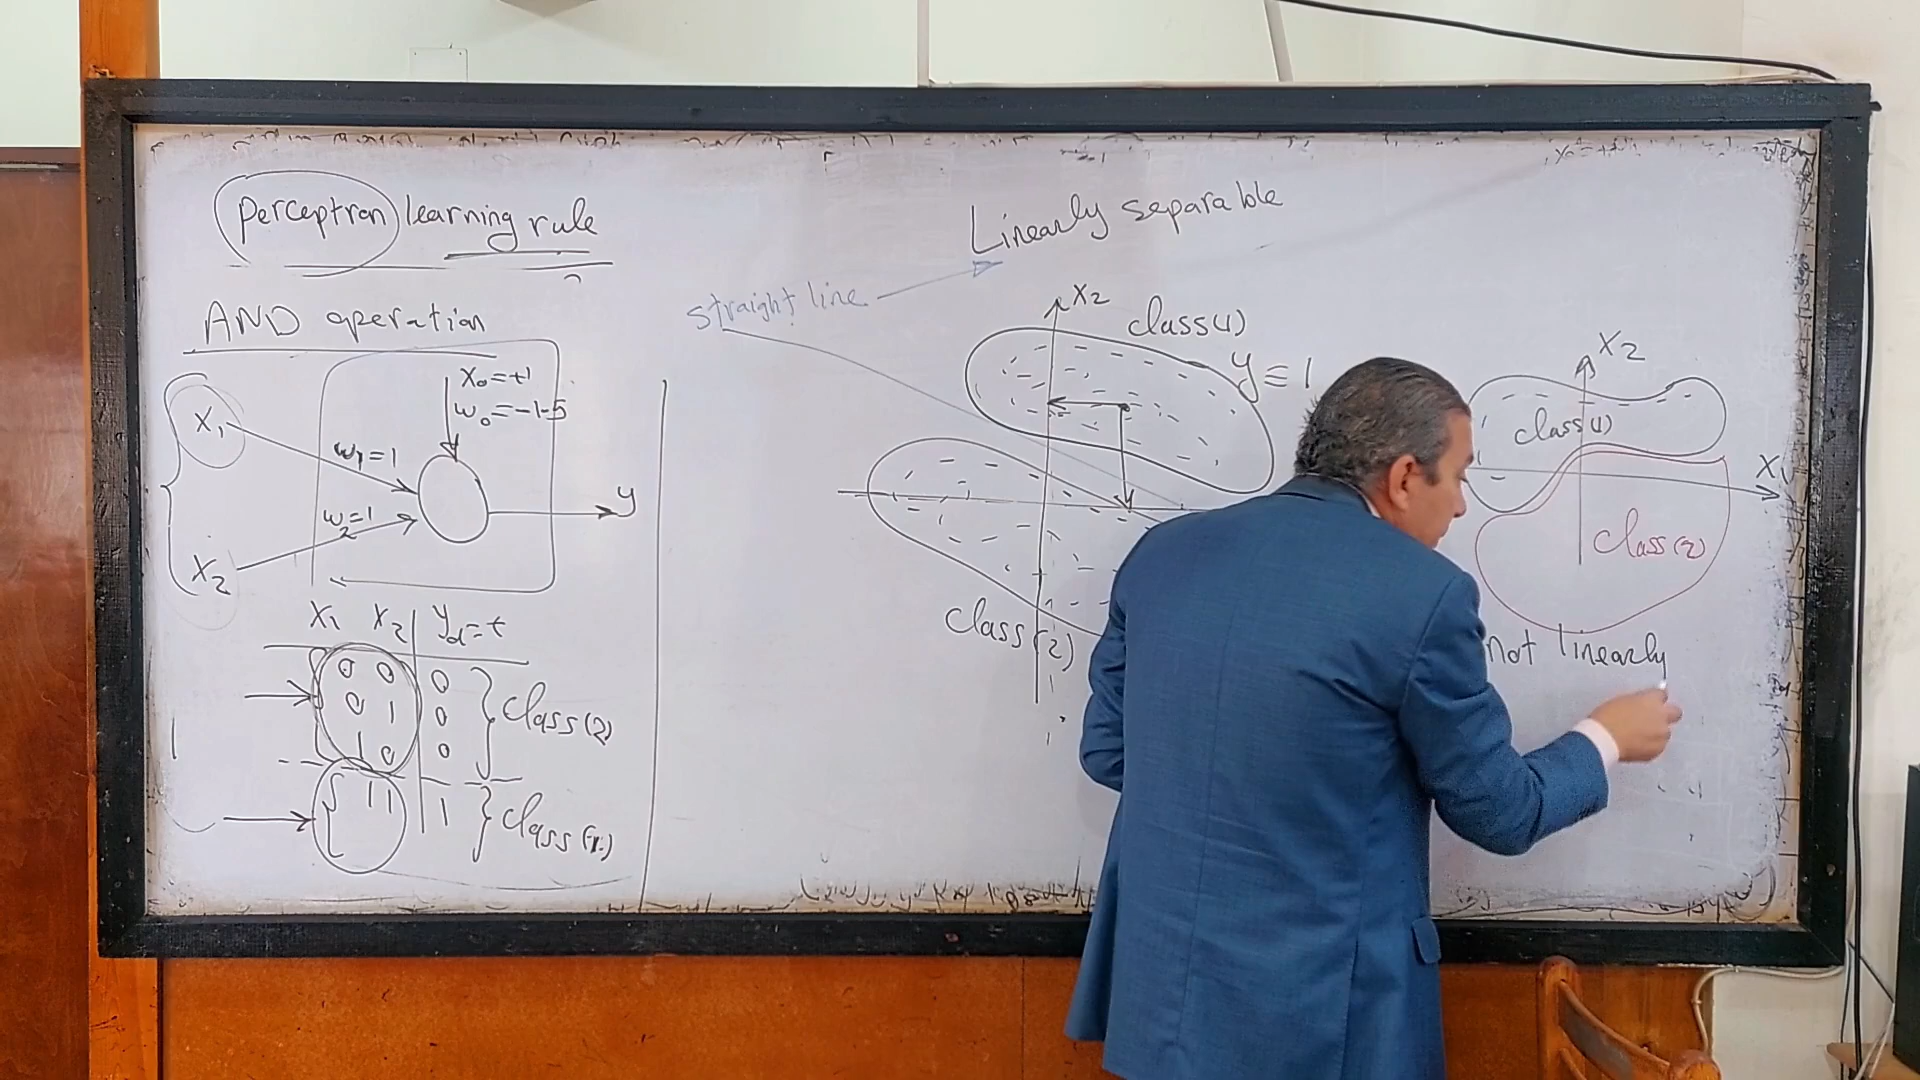 Perceptron learning rule
AND operation
x₀=+1
w₀=-1.5
x₁
w₁=1
w₂=1
y
x₂
x₁ x₂ yd=t
0 0 0
0 1 0
1 0 0
class(2)
1 1 1
class(1)
Linearly separable
straight line
x₂
class(1)
y≡1
class(2)
x₂
class(1)
x₁
class(2)
not linearly